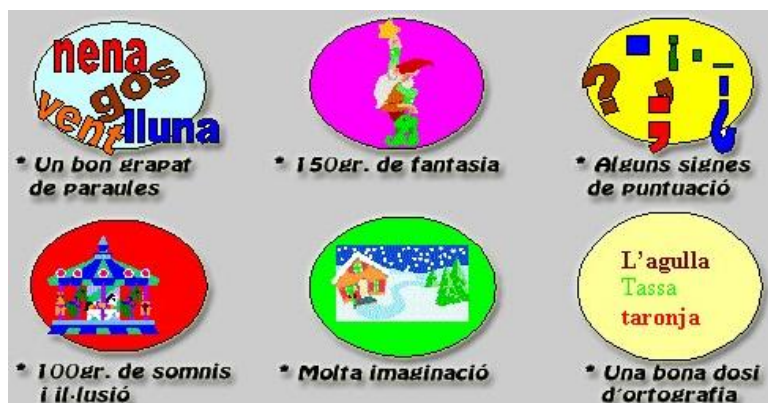 nena
gos
vent
lluna
* Un bon grapat
de paraules
* 150gr. de fantasia
? ' ; i · – ¿
* Alguns signes
de puntuació
* 100gr. de somnis
i il·lusió
* Molta imaginació
L'agulla
Tassa
taronja
* Una bona dosi
d'ortografia